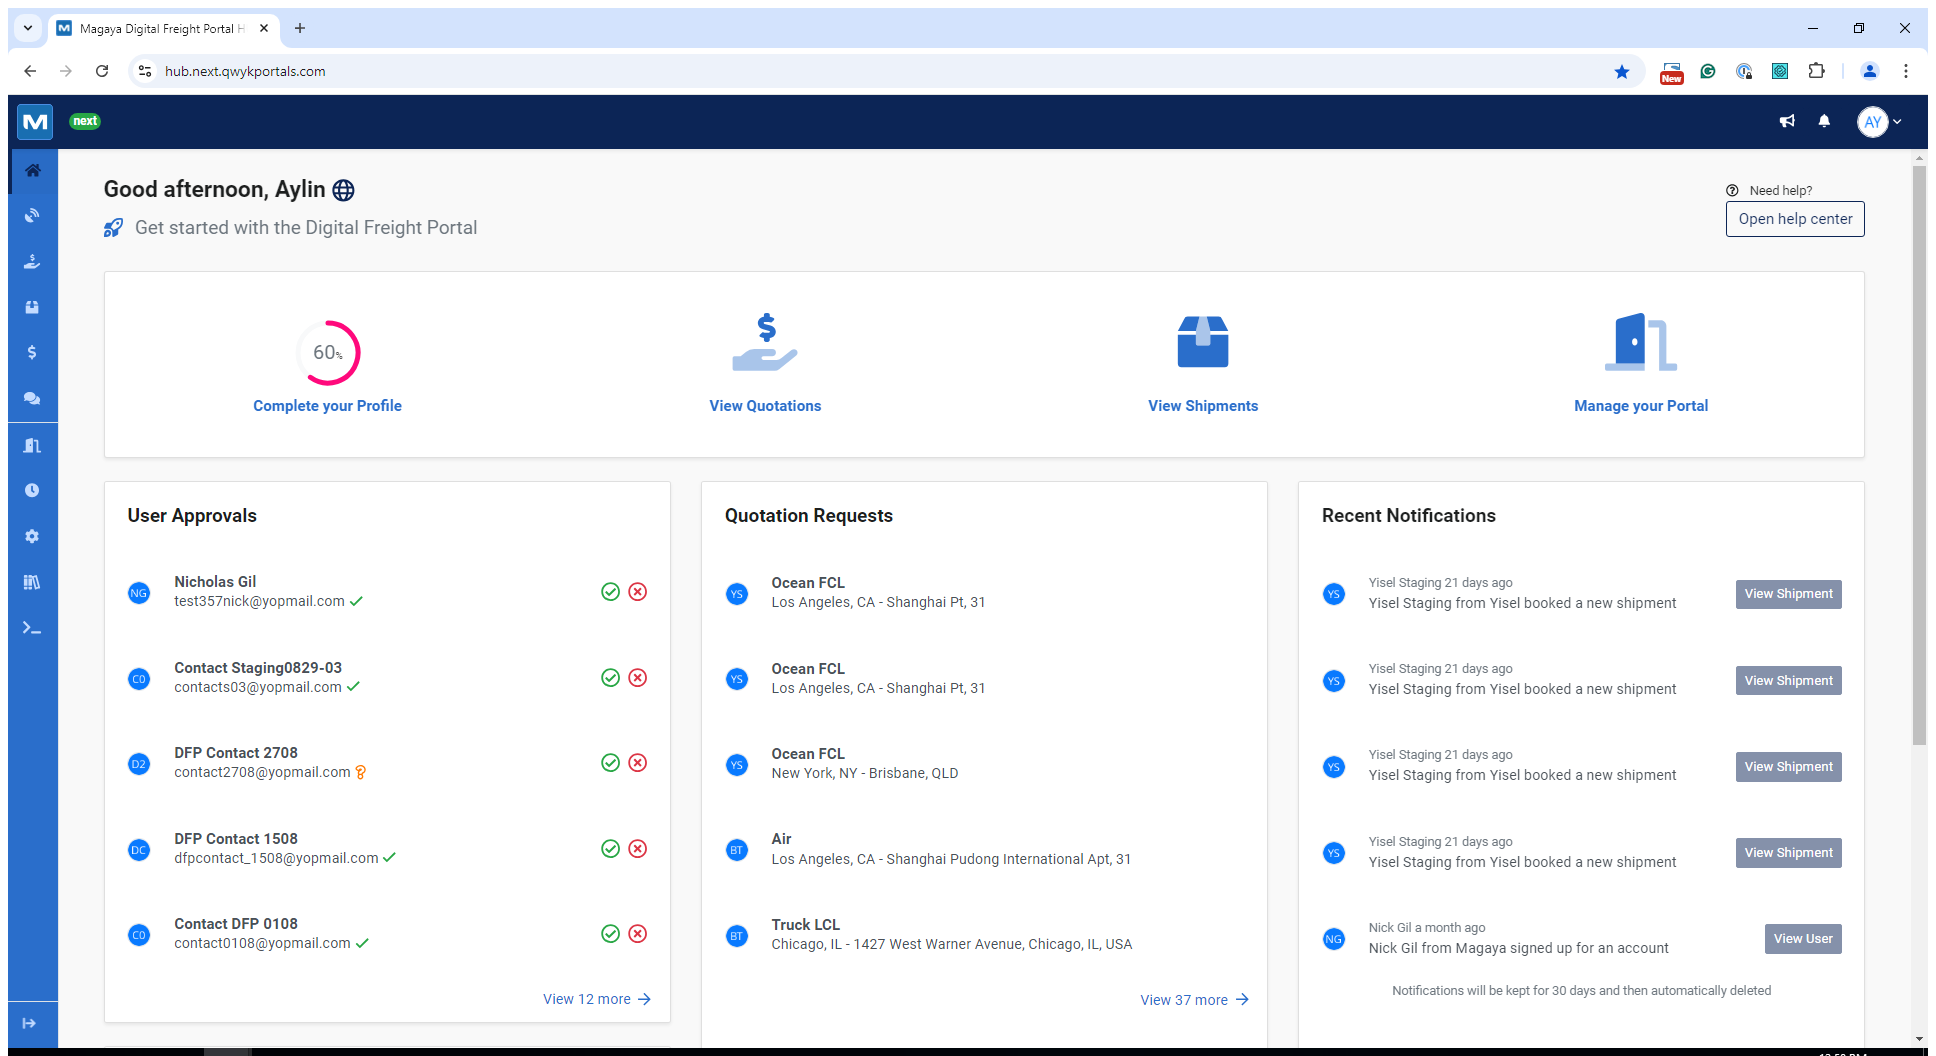 Magaya Digital Freight Portal H
hub.next.qwykportals.com
New
M
next
AY
Good afternoon, Aylin
Get started with the Digital Freight Portal
Need help?
Open help center
60%
Complete your Profile
View Quotations
View Shipments
Manage your Portal
User Approvals
NG
Nicholas Gil
test357nick@yopmail.com
C0
Contact Staging0829-03
contacts03@yopmail.com
D2
DFP Contact 2708
contact2708@yopmail.com
DC
DFP Contact 1508
dfpcontact_1508@yopmail.com
C0
Contact DFP 0108
contact0108@yopmail.com
View 12 more
Quotation Requests
YS
Ocean FCL
Los Angeles, CA - Shanghai Pt, 31
YS
Ocean FCL
Los Angeles, CA - Shanghai Pt, 31
YS
Ocean FCL
New York, NY - Brisbane, QLD
BT
Air
Los Angeles, CA - Shanghai Pudong International Apt, 31
BT
Truck LCL
Chicago, IL - 1427 West Warner Avenue, Chicago, IL, USA
View 37 more
Recent Notifications
YS
Yisel Staging 21 days ago
Yisel Staging from Yisel booked a new shipment
View Shipment
YS
Yisel Staging 21 days ago
Yisel Staging from Yisel booked a new shipment
View Shipment
YS
Yisel Staging 21 days ago
Yisel Staging from Yisel booked a new shipment
View Shipment
YS
Yisel Staging 21 days ago
Yisel Staging from Yisel booked a new shipment
View Shipment
NG
Nick Gil a month ago
Nick Gil from Magaya signed up for an account
View User
Notifications will be kept for 30 days and then automatically deleted